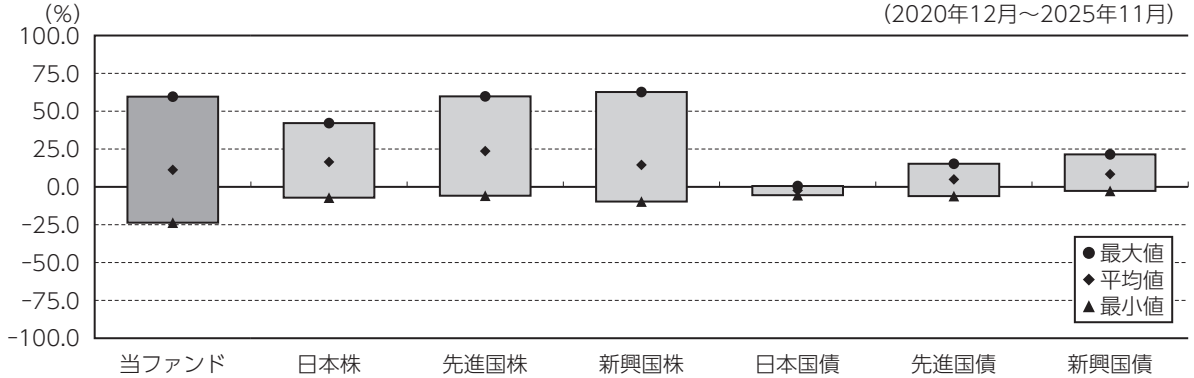 (%)
(2020年12月～2025年11月)
100.0
75.0
50.0
25.0
0.0
-25.0
-50.0
-75.0
-100.0
●最大値
◆平均値
▲最小値
当ファンド 日本株 先進国株 新興国株 日本国債 先進国債 新興国債